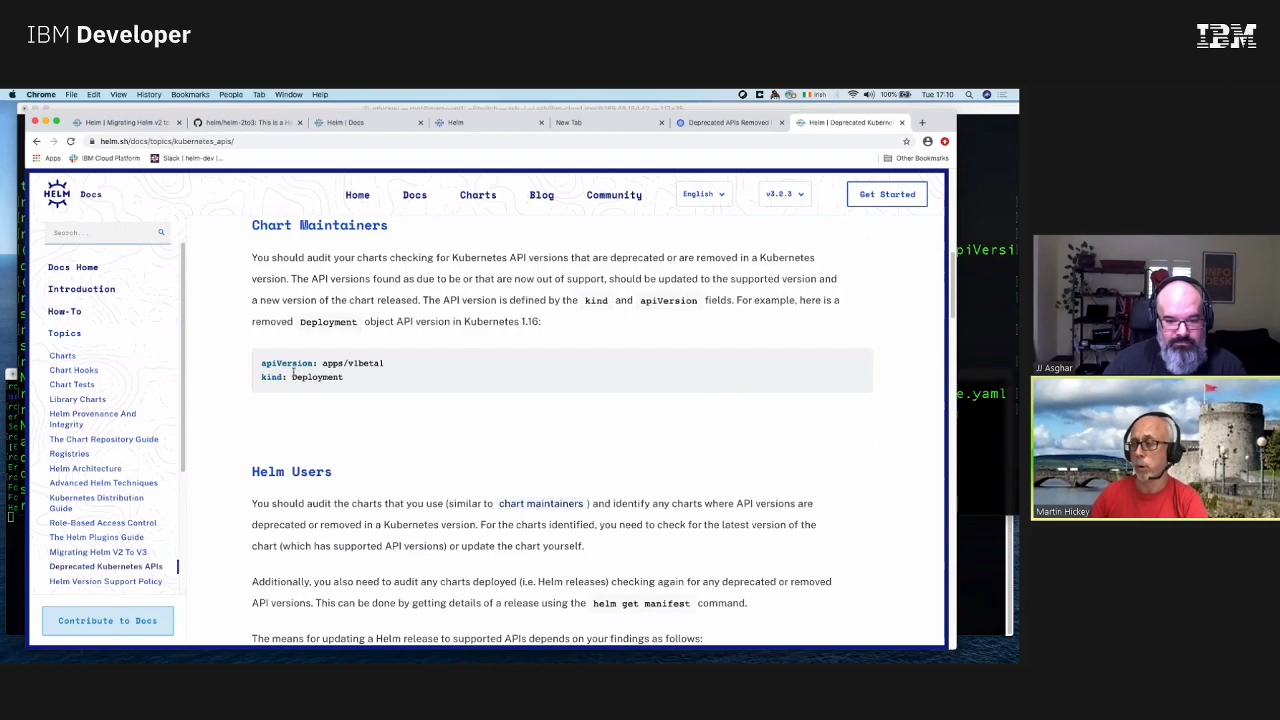 IBM Developer
IBM
Chrome File Edit View History Bookmarks People Tab Window Help
Irish 100% Tue 17:10
Helm | Migrating Helm v2 to
helm/helm-2to3: This is a He
Helm | Docs
Helm
New Tab
Deprecated APIs Removed I
Helm | Deprecated Kuberne
helm.sh/docs/topics/kubernetes_apis/
Apps IBM Cloud Platform Slack | helm-dev |... Other Bookmarks
HELM Docs
Home Docs Charts Blog Community English v3.2.3 Get Started
Search...
Docs Home
Introduction
How-To
Topics
Charts
Chart Hooks
Chart Tests
Library Charts
Helm Provenance And
Integrity
The Chart Repository Guide
Registries
Helm Architecture
Advanced Helm Techniques
Kubernetes Distribution
Guide
Role-Based Access Control
The Helm Plugins Guide
Migrating Helm V2 To V3
Deprecated Kubernetes APIs
Helm Version Support Policy
Contribute to Docs
Chart Maintainers
You should audit your charts checking for Kubernetes API versions that are deprecated or are removed in a Kubernetes
version. The API versions found as due to be or that are now out of support, should be updated to the supported version and
a new version of the chart released. The API version is defined by the kind and apiVersion fields. For example, here is a
removed Deployment object API version in Kubernetes 1.16:
apiVersion: apps/v1beta1
kind: Deployment
Helm Users
You should audit the charts that you use (similar to chart maintainers ) and identify any charts where API versions are
deprecated or removed in a Kubernetes version. For the charts identified, you need to check for the latest version of the
chart (which has supported API versions) or update the chart yourself.
Additionally, you also need to audit any charts deployed (i.e. Helm releases) checking again for any deprecated or removed
API versions. This can be done by getting details of a release using the helm get manifest command.
The means for updating a Helm release to supported APIs depends on your findings as follows:
e.yaml
INFO
DESK
JJ Asghar
Martin Hickey